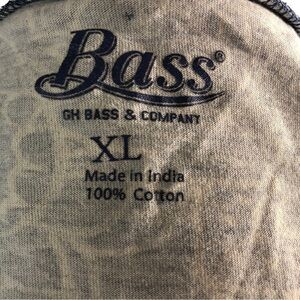 Bass®
GH BASS & COMPANY
XL
Made in India
100% Cotton